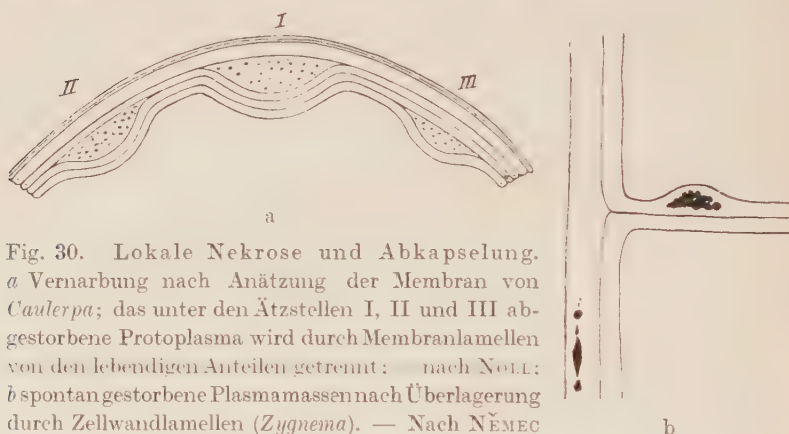 I
II
III
a
b
Fig. 30. Lokale Nekrose und Abkapselung.
a Vernarbung nach Anätzung der Membran von
Caulerpa; das unter den Ätzstellen I, II und III ab-
gestorbene Protoplasma wird durch Membranlamellen
von den lebendigen Anteilen getrennt; nach NOLL;
b spontan gestorbene Plasmamassen nach Überlagerung
durch Zellwandlamellen (Zygnema). — Nach NĚMEC